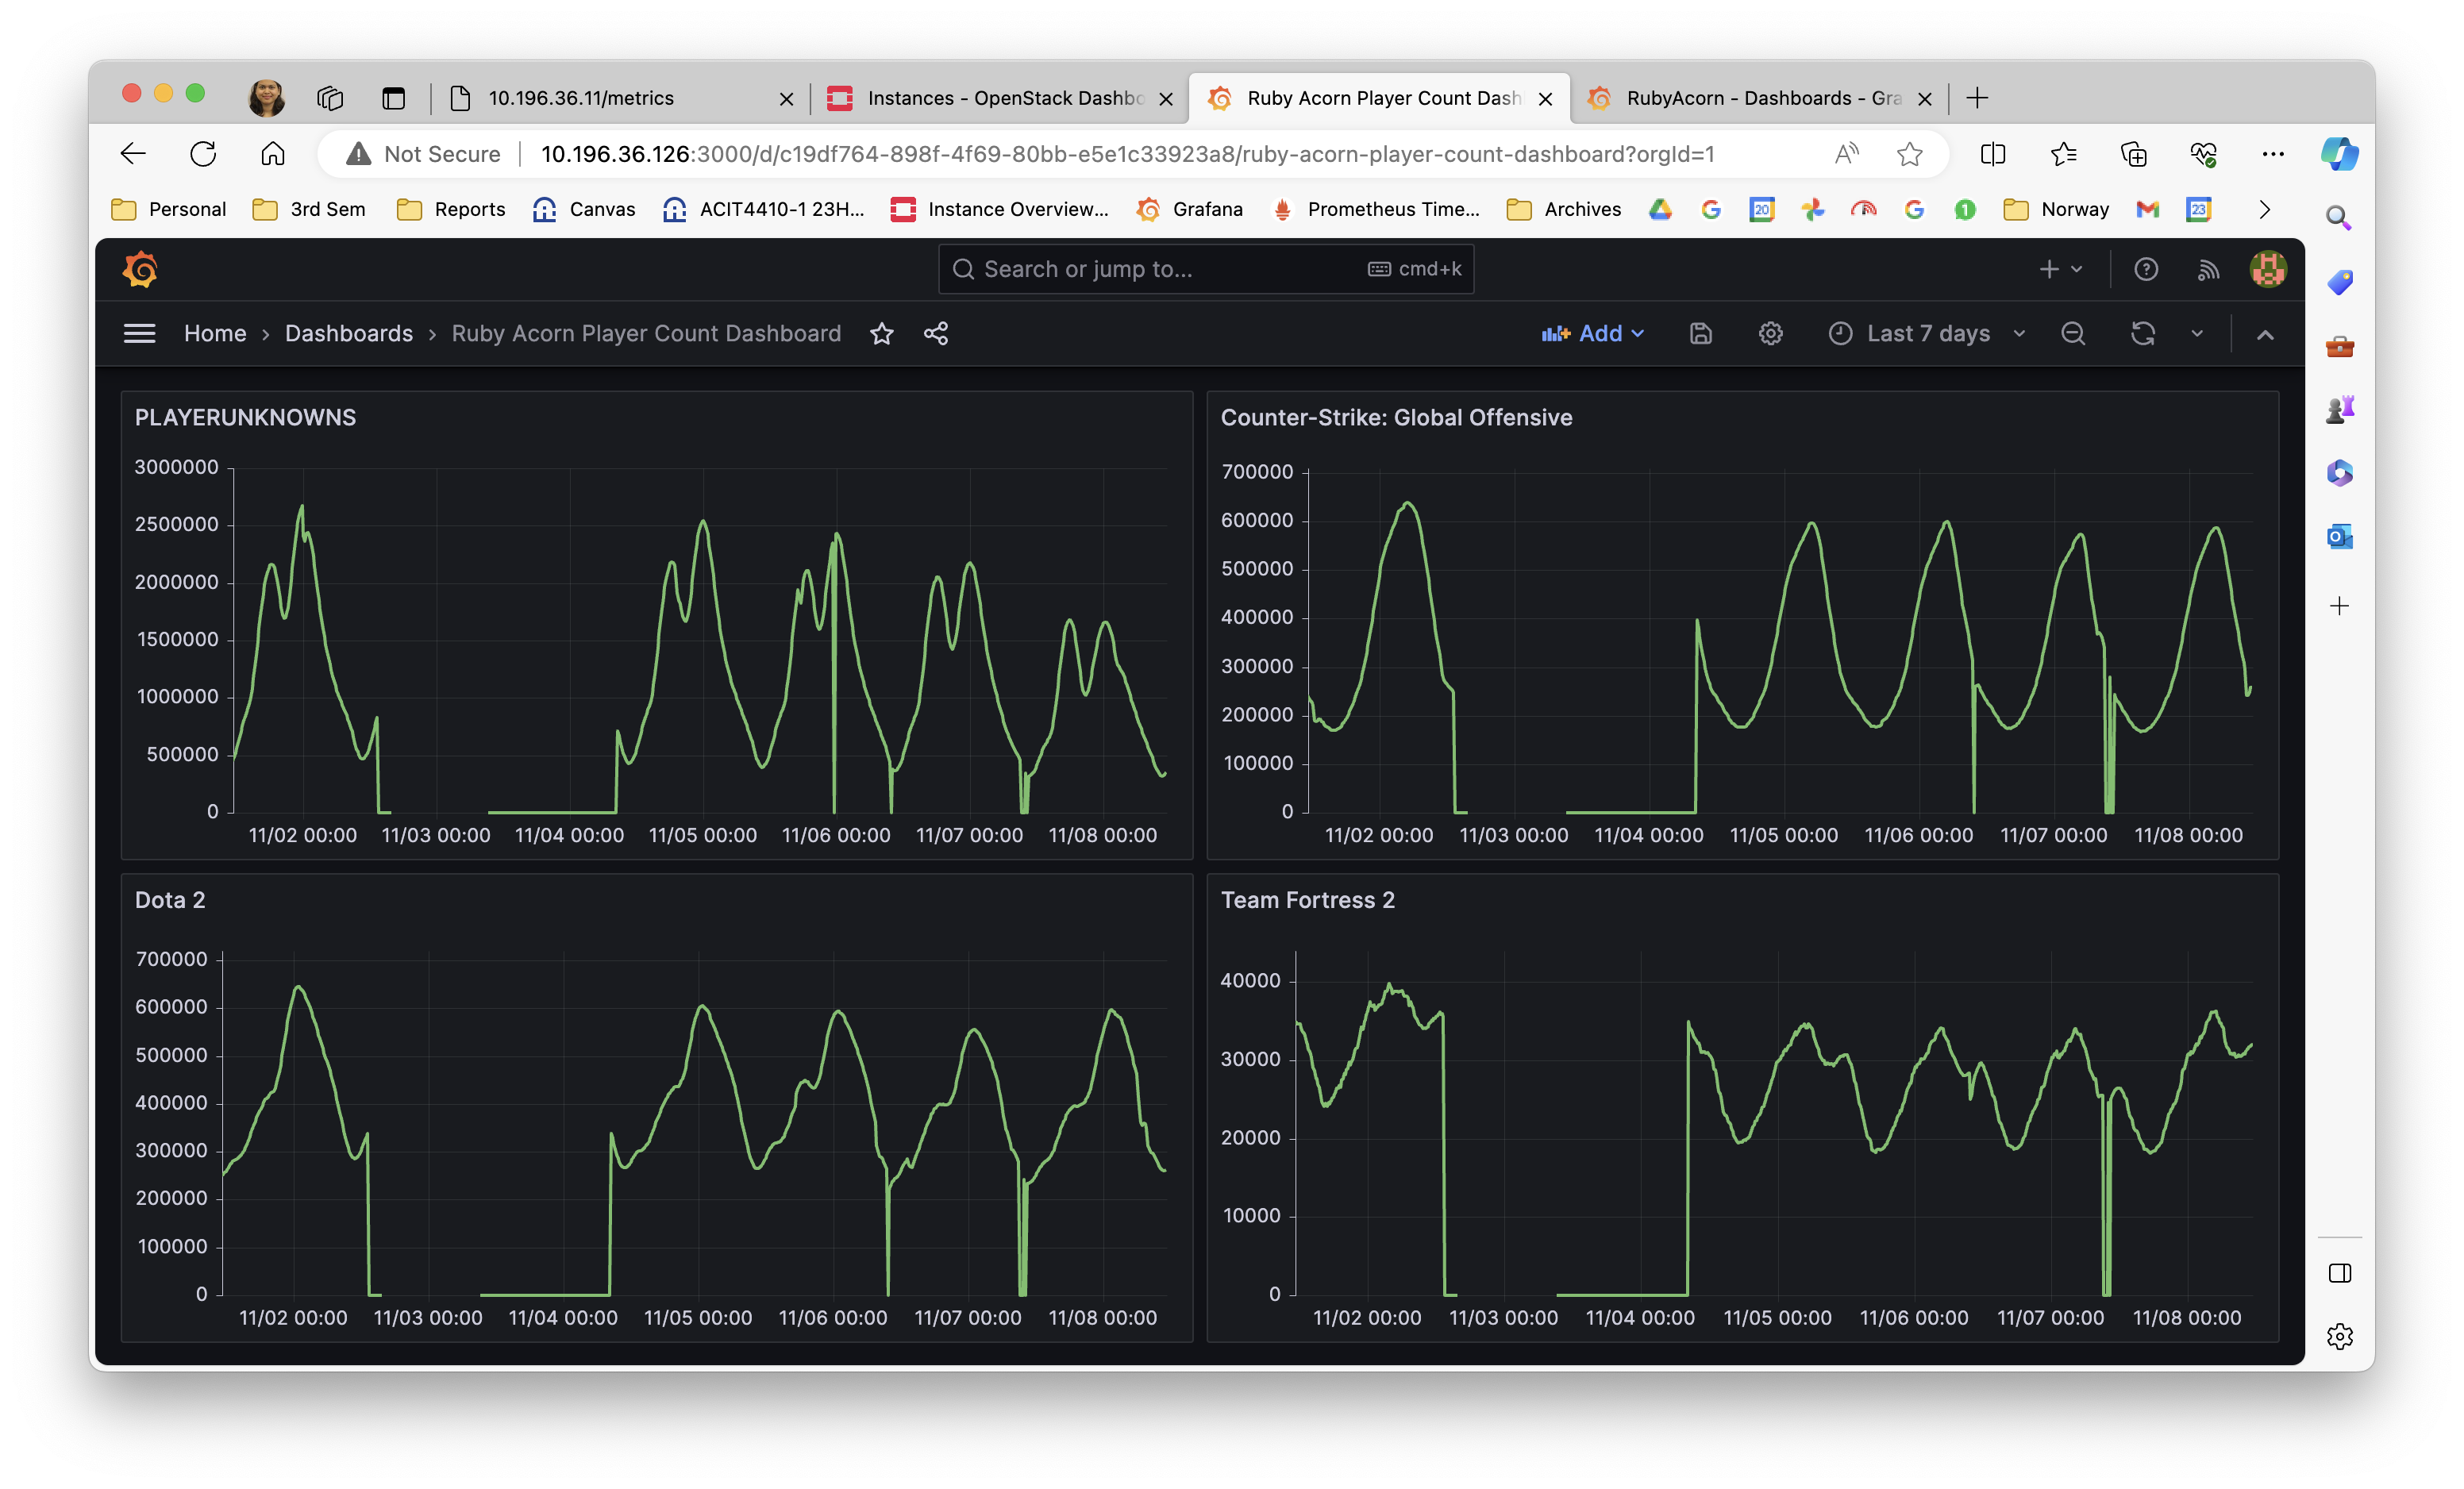 10.196.36.11/metrics
Instances - OpenStack Dashbo
Ruby Acorn Player Count Dash
RubyAcorn - Dashboards - Gra
Not Secure
10.196.36.126:3000/d/c19df764-898f-4f69-80bb-e5e1c33923a8/ruby-acorn-player-count-dashboard?orgId=1
Personal
3rd Sem
Reports
Canvas
ACIT4410-1 23H...
Instance Overview...
Grafana
Prometheus Time...
Archives
20
1
Norway
23
Search or jump to...
cmd+k
Home › Dashboards › Ruby Acorn Player Count Dashboard
Add
Last 7 days
PLAYERUNKNOWNS
3000000
2500000
2000000
1500000
1000000
500000
0
11/02 00:00 11/03 00:00 11/04 00:00 11/05 00:00 11/06 00:00 11/07 00:00 11/08 00:00
Counter-Strike: Global Offensive
700000
600000
500000
400000
300000
200000
100000
0
11/02 00:00 11/03 00:00 11/04 00:00 11/05 00:00 11/06 00:00 11/07 00:00 11/08 00:00
Dota 2
700000
600000
500000
400000
300000
200000
100000
0
11/02 00:00 11/03 00:00 11/04 00:00 11/05 00:00 11/06 00:00 11/07 00:00 11/08 00:00
Team Fortress 2
40000
30000
20000
10000
0
11/02 00:00 11/03 00:00 11/04 00:00 11/05 00:00 11/06 00:00 11/07 00:00 11/08 00:00